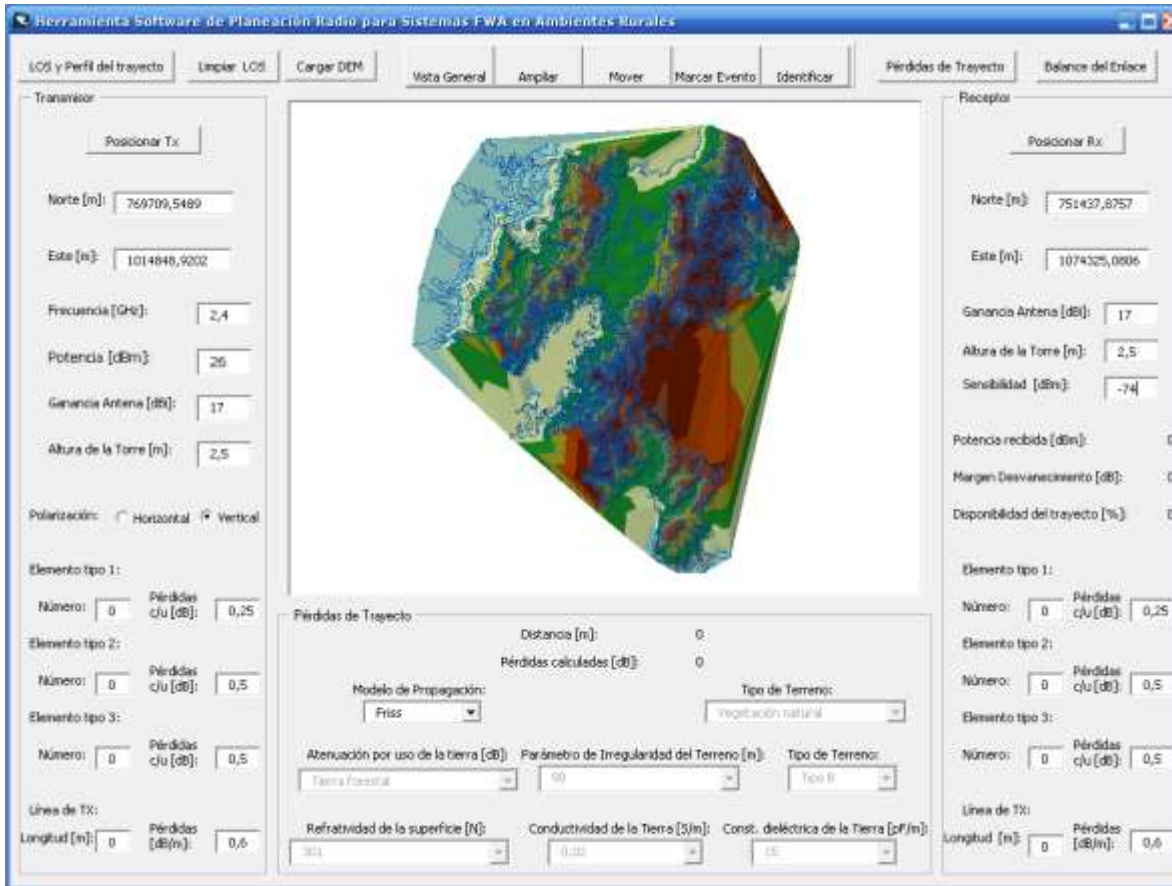 Herramienta Software de Planeación Radio para Sistemas FWA en Ambientes Rurales
LOS y Perfil del trayecto
Limpiar LOS
Cargar DEM
Vista General
Ampliar
Mover
Marcar Evento
Identificar
Pérdidas de Trayecto
Balance del Enlace
Transmisor
Posicionar Tx
Norte [m]: 769709,5489
Este [m]: 1014848,9202
Frecuencia [GHz]: 2,4
Potencia [dBm]: 26
Ganancia Antena [dBi]: 17
Altura de la Torre [m]: 2,5
Polarización: Horizontal Vertical
Elemento tipo 1:
Número: 0 Pérdidas c/u [dB]: 0,25
Elemento tipo 2:
Número: 0 Pérdidas c/u [dB]: 0,5
Elemento tipo 3:
Número: 0 Pérdidas c/u [dB]: 0,5
Línea de TX:
Longitud [m]: 0 Pérdidas [dB/m]: 0,6
Pérdidas de Trayecto
Distancia [m]: 0
Pérdidas calculadas [dB]: 0
Modelo de Propagación:
Friss
Tipo de Terreno:
Vegetación natural
Atenuación por uso de la tierra [dB]
Tierra forestal
Parámetro de Irregularidad del Terreno [m]:
90
Tipo de Terreno:
Tipo B
Refratividad de la superficie [N]:
301
Conductividad de la Tierra [S/m]:
0.02
Const. dieléctrica de la Tierra [pF/m]:
15
Receptor
Posicionar Rx
Norte [m]: 751437,8757
Este [m]: 1074325,0806
Ganancia Antena [dBi]: 17
Altura de la Torre [m]: 2,5
Sensibilidad [dBm]: -74
Potencia recibida [dBm]: 0
Margen Desvanecimiento [dB]: 0
Disponibilidad del trayecto [%]: 0
Elemento tipo 1:
Número: 0 Pérdidas c/u [dB]: 0,25
Elemento tipo 2:
Número: 0 Pérdidas c/u [dB]: 0,5
Elemento tipo 3:
Número: 0 Pérdidas c/u [dB]: 0,5
Línea de TX:
Longitud [m]: 0 Pérdidas [dB/m]: 0,6